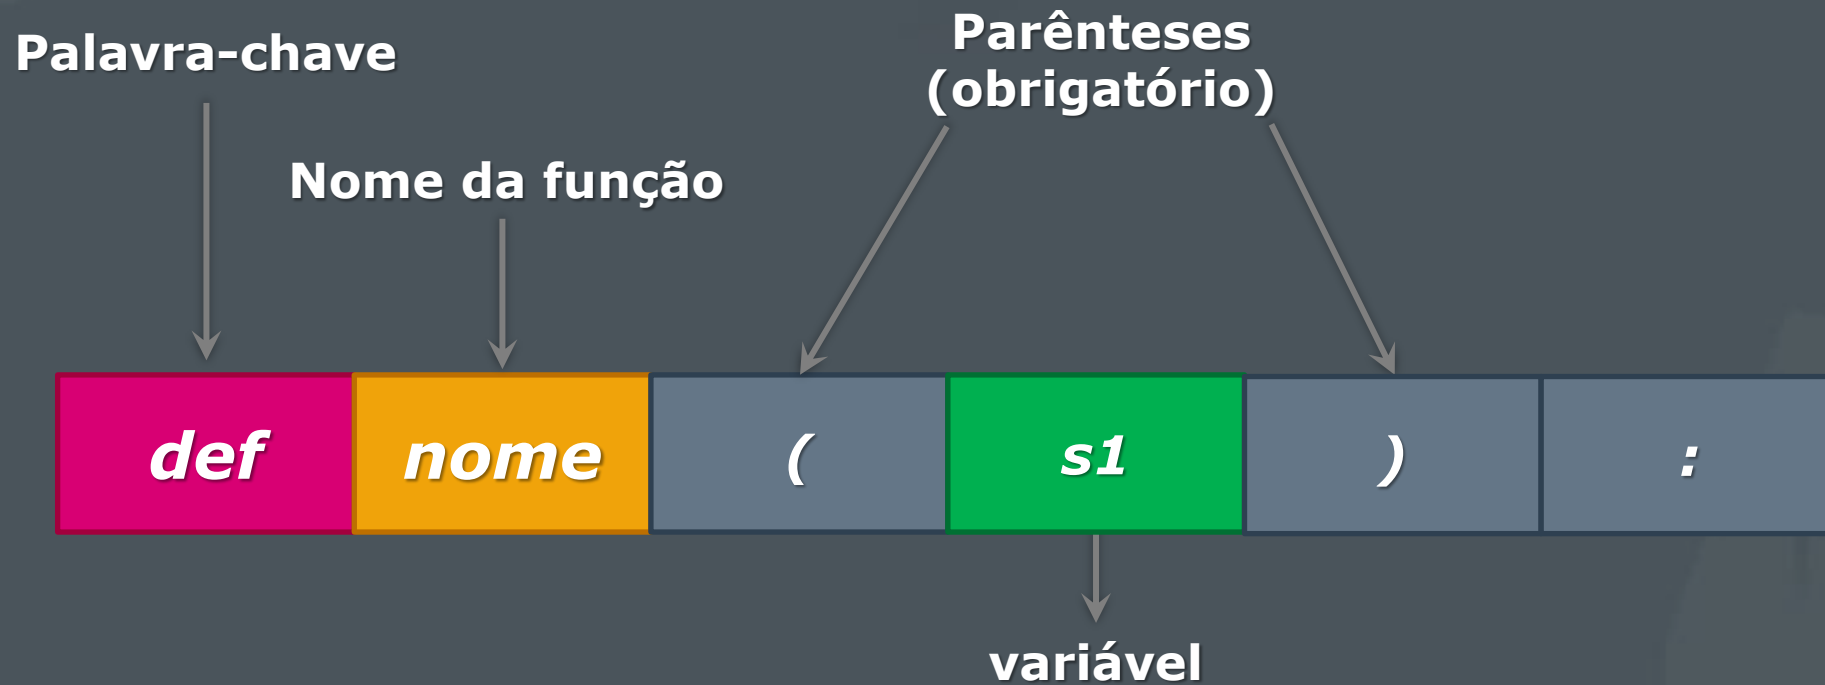 Palavra-chave
Parênteses
(obrigatório)
Nome da função
def nome ( s1 ) :
variável